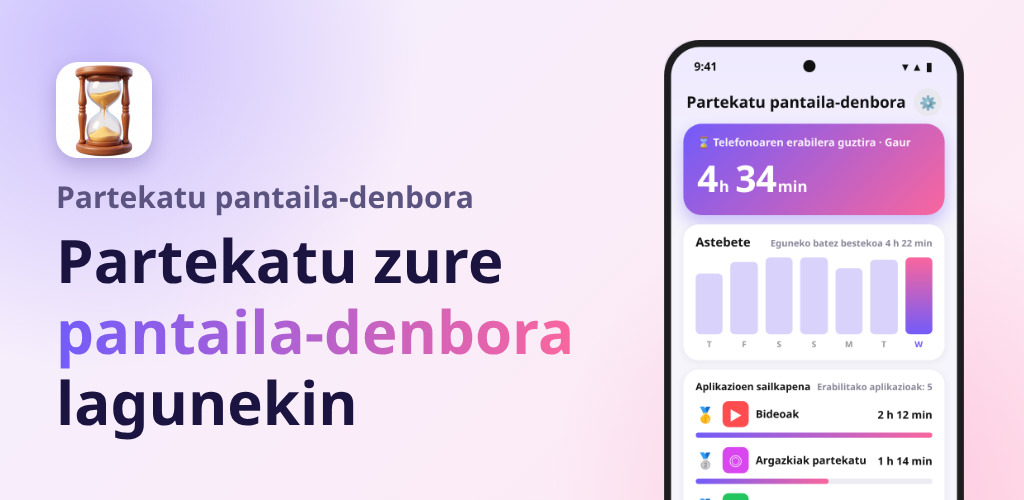 Partekatu pantaila-denbora
Partekatu zure
pantaila-denbora
lagunekin
9:41
Partekatu pantaila-denbora
Telefonoaren erabilera guztira · Gaur
4h 34min
Astebete
Eguneko batez bestekoa 4 h 22 min
T F S S M T W
Aplikazioen sailkapena
Erabilitako aplikazioak: 5
Bideoak 2 h 12 min
Argazkiak partekatu 1 h 14 min